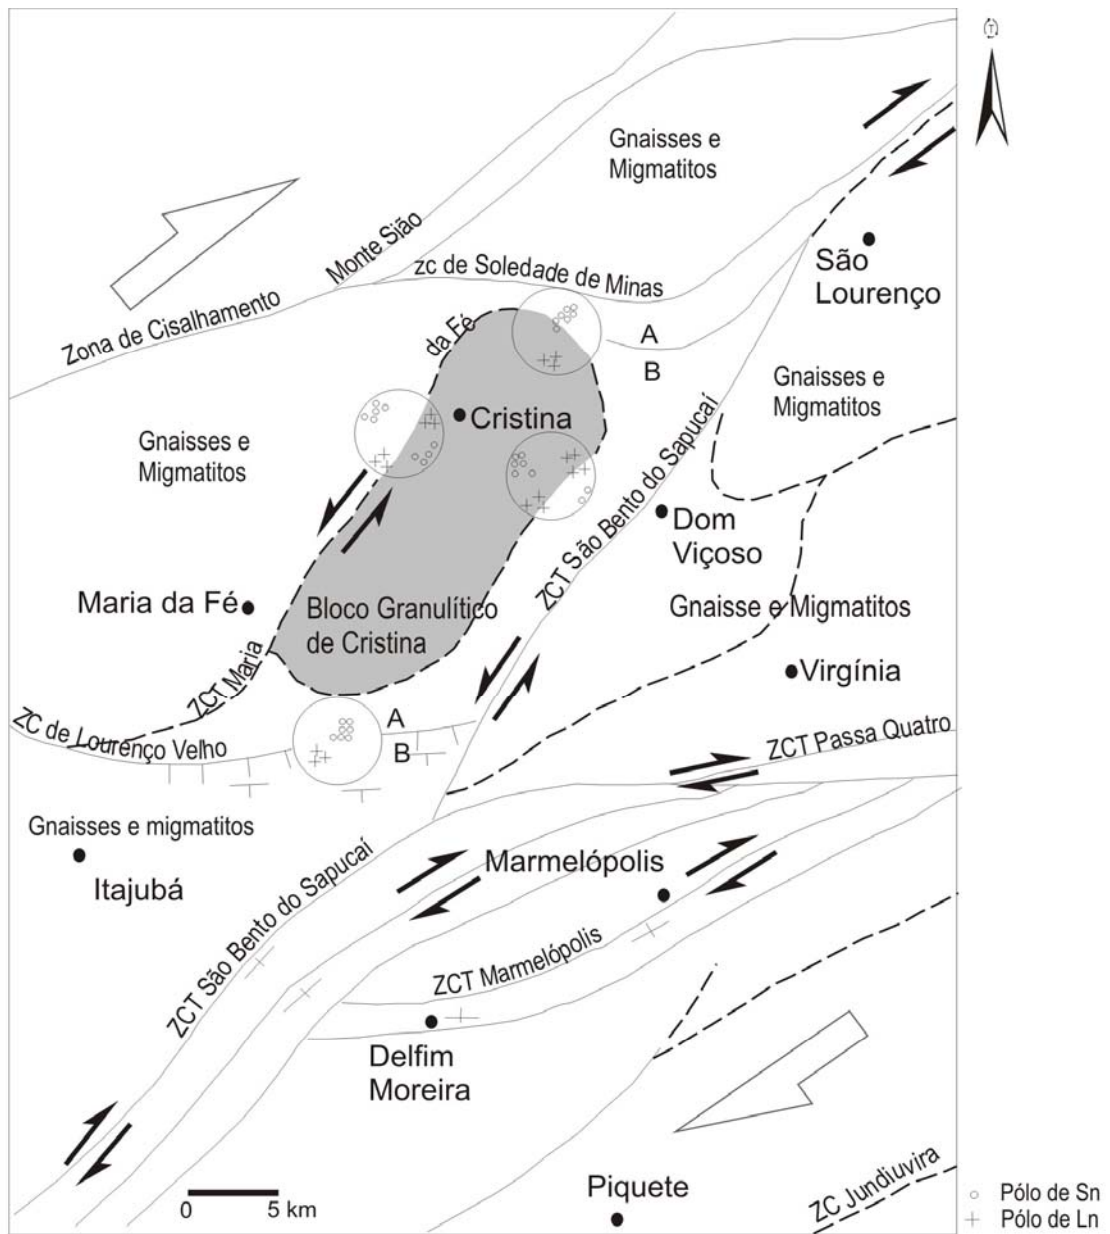 T
Gnaisses e
Migmatitos
Monte Sião
Zona de Cisalhamento
zc de Soledade de Minas
São
Lourenço
A
B
da Fé
Cristina
Gnaisses e
Migmatitos
Gnaisses e
Migmatitos
ZCT São Bento do Sapucaí
Dom
Viçoso
Gnaisse e Migmatitos
Maria da Fé
Bloco Granulítico
de Cristina
ZCT Maria
Virgínia
ZC de Lourenço Velho
A
B
ZCT Passa Quatro
Gnaisses e migmatitos
Itajubá
Marmelópolis
ZCT São Bento do Sapucaí
ZCT Marmelópolis
Delfim
Moreira
Piquete
ZC Jundiuvira
0 5 km
Pólo de Sn
Pólo de Ln